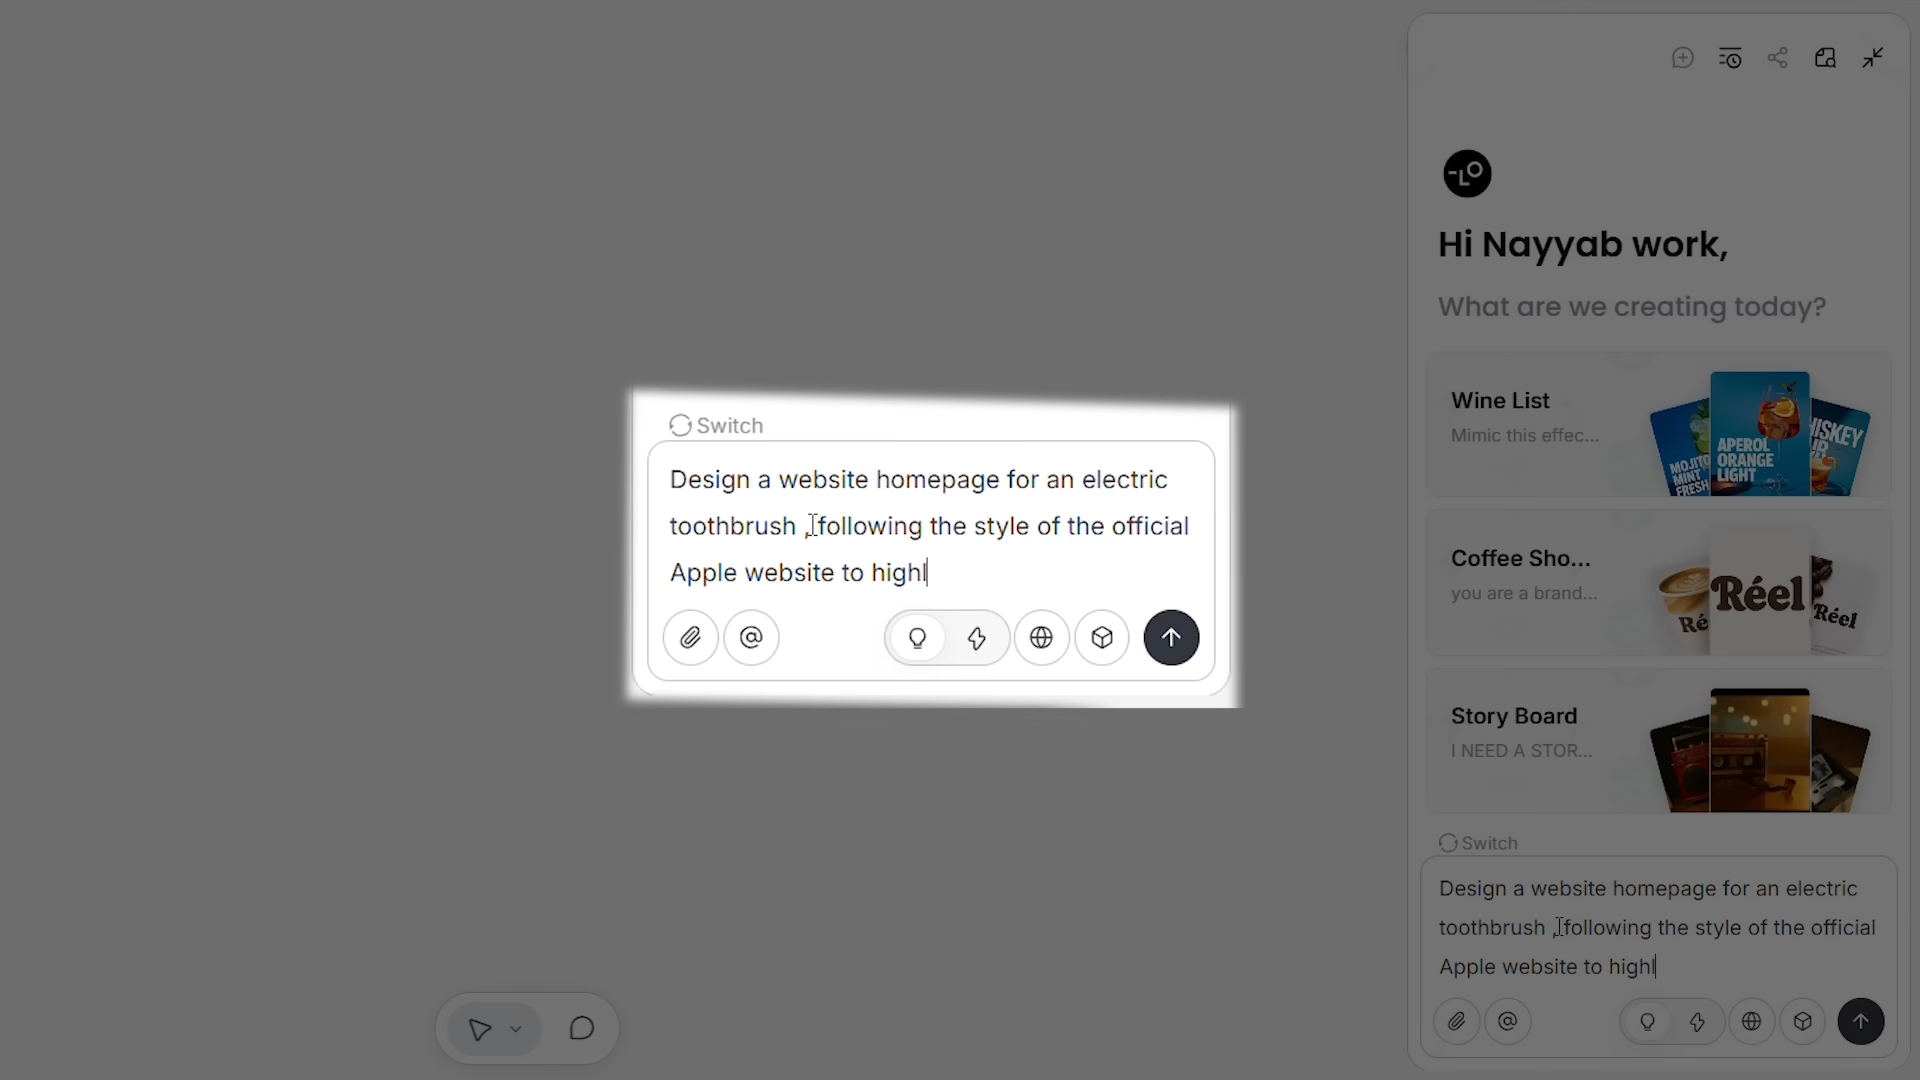 Hi Nayyab work,
What are we creating today?
Wine List
Mimic this effec...
MOJITO
MINT
FRESH
APEROL
ORANGE
LIGHT
Coffee Sho...
you are a brand...
Réel
Réel
Story Board
I NEED A STOR...
Switch
Design a website homepage for an electric
toothbrush ,following the style of the official
Apple website to highl
Switch
Design a website homepage for an electric
toothbrush ,following the style of the official
Apple website to highl